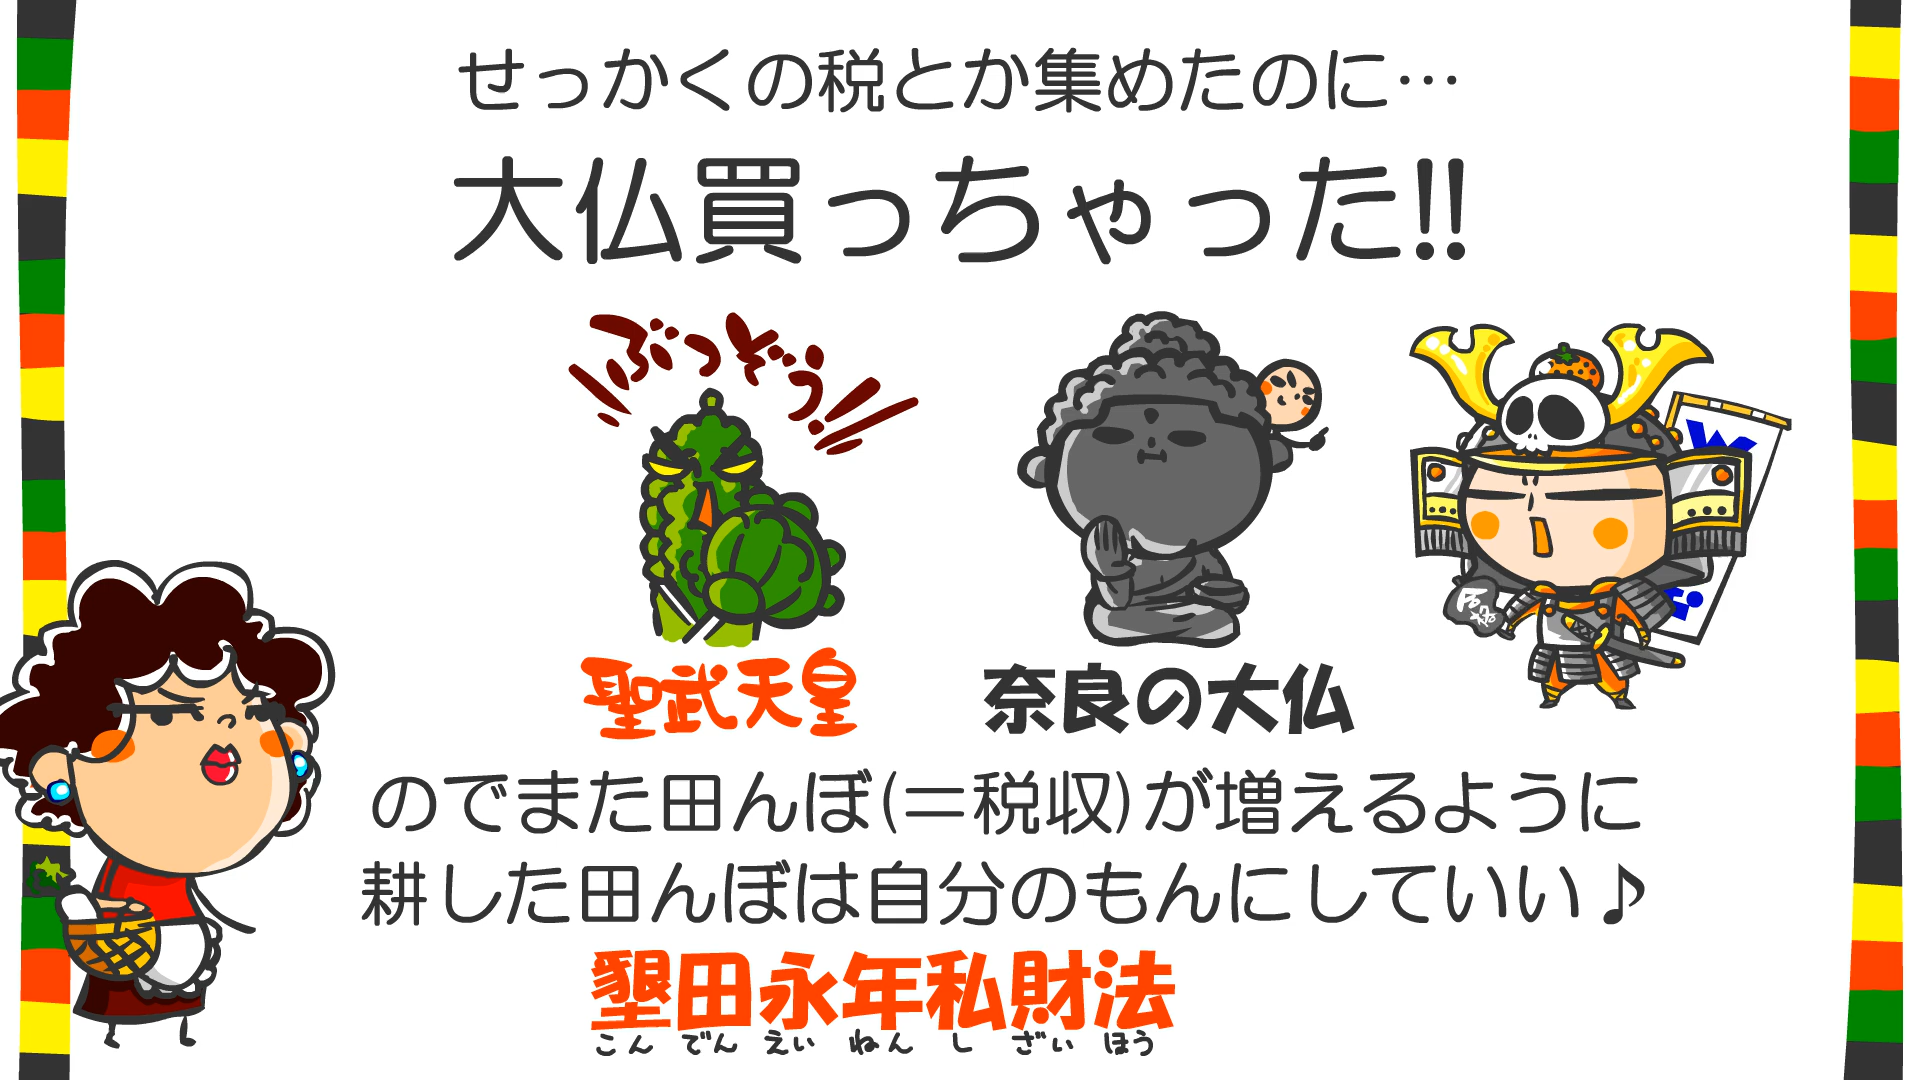 せっかくの税とか集めたのに…
大仏買っちゃった!!
ぶつぞう!!
聖武天皇
奈良の大仏
のでまた田んぼ(＝税収)が増えるように
耕した田んぼは自分のもんにしていい♪
墾田永年私財法
こん でん えい ねん し ざい ほう